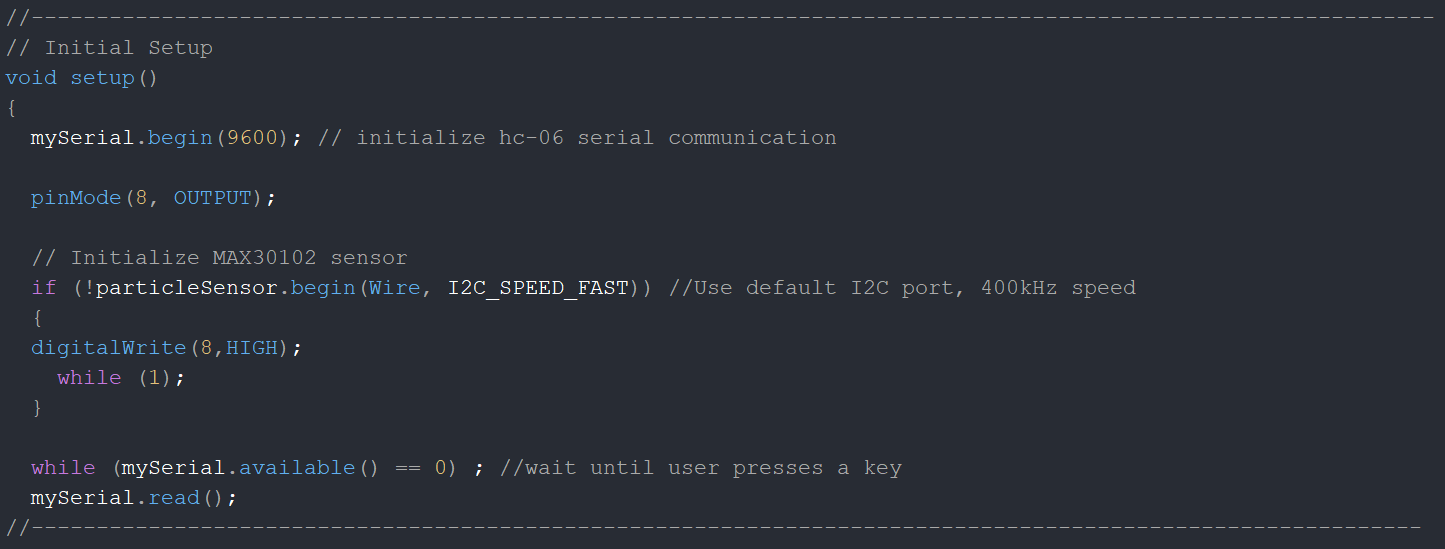 //------------------------------------------------------------------------------------------------------------
// Initial Setup
void setup()
{
mySerial.begin(9600); // initialize hc-06 serial communication
pinMode(8, OUTPUT);
// Initialize MAX30102 sensor
if (!particleSensor.begin(Wire, I2C_SPEED_FAST)) //Use default I2C port, 400kHz speed
{
digitalWrite(8,HIGH);
while (1);
}
while (mySerial.available() == 0) ; //wait until user presses a key
mySerial.read();
//-----------------------------------------------------------------------------------------------------------